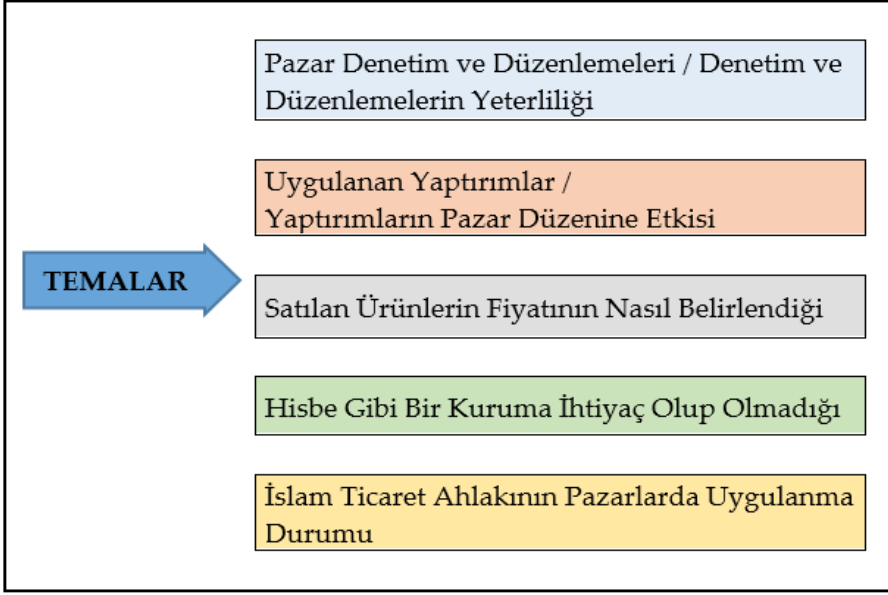 Pazar Denetim ve Düzenlemeleri / Denetim ve
Düzenlemelerin Yeterliliği
Uygulanan Yaptırımlar /
Yaptırımların Pazar Düzenine Etkisi
TEMALAR
Satılan Ürünlerin Fiyatının Nasıl Belirlendiği
Hisbe Gibi Bir Kuruma İhtiyaç Olup Olmadığı
İslam Ticaret Ahlakının Pazarlarda Uygulanma
Durumu